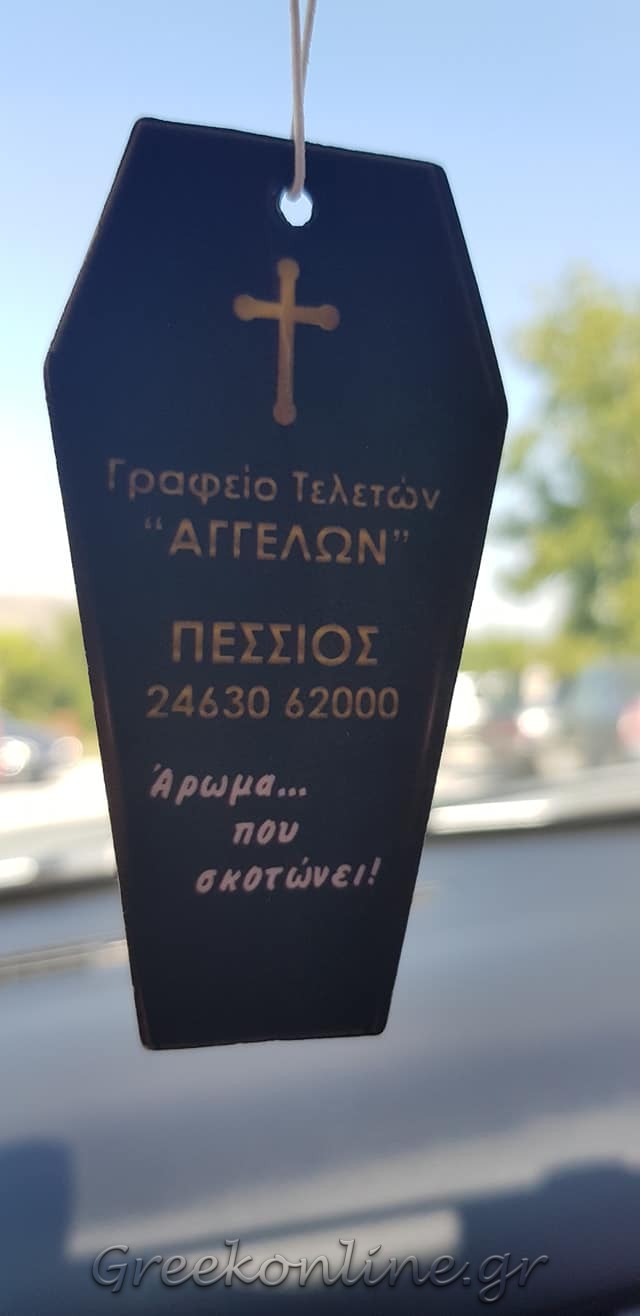 Γραφείο Τελετών
“ΑΓΓΕΛΩΝ”
ΠΕΣΣΙΟΣ
24630 62000
Άρωμα...
που
σκοτώνει!
Greekonline.gr